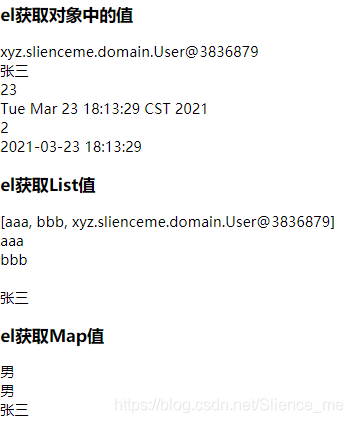 el获取对象中的值
xyz.slienceme.domain.User@3836879
张三
23
Tue Mar 23 18:13:29 CST 2021
2
2021-03-23 18:13:29
el获取List值
[aaa, bbb, xyz.slienceme.domain.User@3836879]
aaa
bbb
张三
el获取Map值
男
男
张三
https://blog.csdn.net/Slience_me